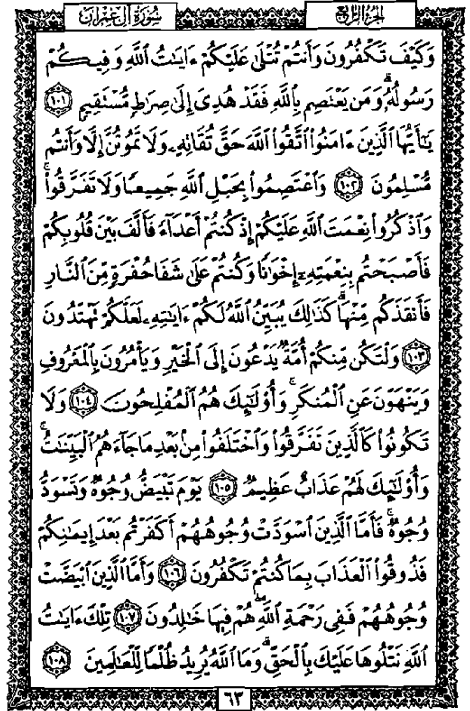 سُورَةُ آلِ عِمْرَانَ
الجُزْءُ الرَّابِعُ
وَكَيْفَ تَكْفُرُونَ وَأَنتُمْ تُتْلَىٰ عَلَيْكُمْ ءَايَٰتُ ٱللَّهِ وَفِيكُمْ
رَسُولُهُۥ ۗ وَمَن يَعْتَصِم بِٱللَّهِ فَقَدْ هُدِىَ إِلَىٰ صِرَٰطٍ مُّسْتَقِيمٍ ١٠١
يَٰٓأَيُّهَا ٱلَّذِينَ ءَامَنُوا۟ ٱتَّقُوا۟ ٱللَّهَ حَقَّ تُقَاتِهِۦ وَلَا تَمُوتُنَّ إِلَّا وَأَنتُم
مُّسْلِمُونَ ١٠٢ وَٱعْتَصِمُوا۟ بِحَبْلِ ٱللَّهِ جَمِيعًا وَلَا تَفَرَّقُوا۟ ۚ
وَٱذْكُرُوا۟ نِعْمَتَ ٱللَّهِ عَلَيْكُمْ إِذْ كُنتُمْ أَعْدَآءً فَأَلَّفَ بَيْنَ قُلُوبِكُمْ
فَأَصْبَحْتُم بِنِعْمَتِهِۦٓ إِخْوَٰنًا وَكُنتُمْ عَلَىٰ شَفَا حُفْرَةٍ مِّنَ ٱلنَّارِ
فَأَنقَذَكُم مِّنْهَا ۗ كَذَٰلِكَ يُبَيِّنُ ٱللَّهُ لَكُمْ ءَايَٰتِهِۦ لَعَلَّكُمْ تَهْتَدُونَ
١٠٣ وَلْتَكُن مِّنكُمْ أُمَّةٌ يَدْعُونَ إِلَى ٱلْخَيْرِ وَيَأْمُرُونَ بِٱلْمَعْرُوفِ
وَيَنْهَوْنَ عَنِ ٱلْمُنكَرِ ۚ وَأُو۟لَٰٓئِكَ هُمُ ٱلْمُفْلِحُونَ ١٠٤ وَلَا
تَكُونُوا۟ كَٱلَّذِينَ تَفَرَّقُوا۟ وَٱخْتَلَفُوا۟ مِنۢ بَعْدِ مَا جَآءَهُمُ ٱلْبَيِّنَٰتُ ۚ
وَأُو۟لَٰٓئِكَ لَهُمْ عَذَابٌ عَظِيمٌ ١٠٥ يَوْمَ تَبْيَضُّ وُجُوهٌ وَتَسْوَدُّ
وُجُوهٌ ۚ فَأَمَّا ٱلَّذِينَ ٱسْوَدَّتْ وُجُوهُهُمْ أَكَفَرْتُم بَعْدَ إِيمَٰنِكُمْ
فَذُوقُوا۟ ٱلْعَذَابَ بِمَا كُنتُمْ تَكْفُرُونَ ١٠٦ وَأَمَّا ٱلَّذِينَ ٱبْيَضَّتْ
وُجُوهُهُمْ فَفِى رَحْمَةِ ٱللَّهِ هُمْ فِيهَا خَٰلِدُونَ ١٠٧ تِلْكَ ءَايَٰتُ
ٱللَّهِ نَتْلُوهَا عَلَيْكَ بِٱلْحَقِّ ۗ وَمَا ٱللَّهُ يُرِيدُ ظُلْمًا لِّلْعَٰلَمِينَ ١٠٨
٦٣